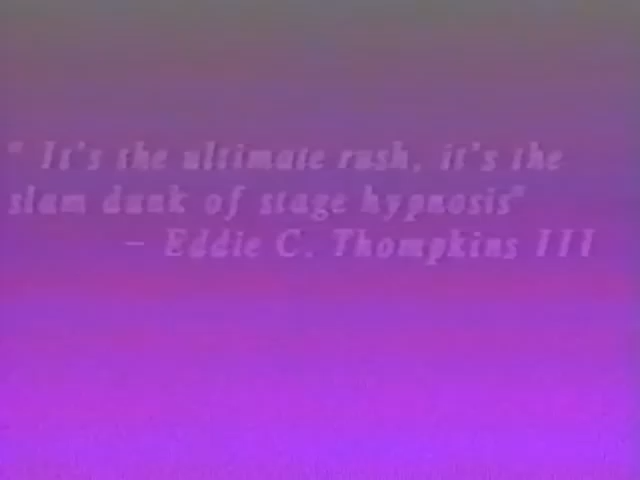 " It's the ultimate rush, it's the
slam dunk of stage hypnosis"
– Eddie C. Thompkins III